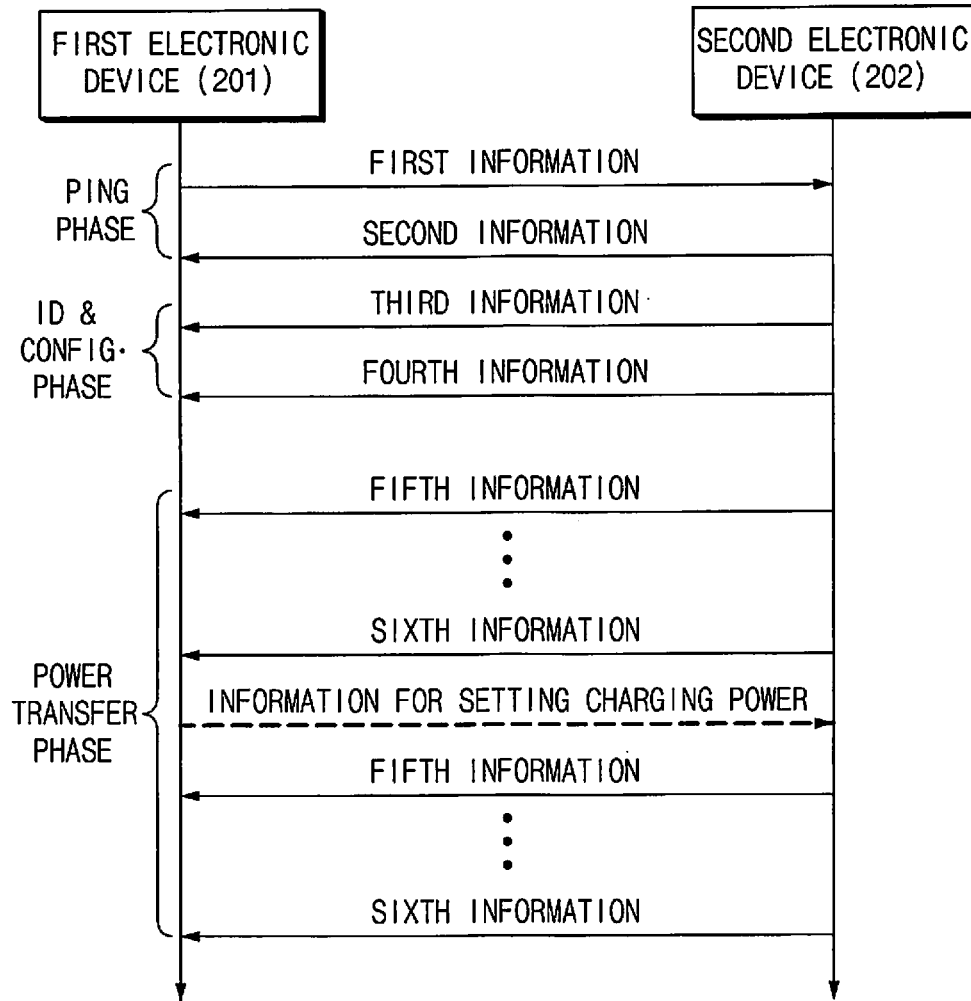 FIRST ELECTRONIC
DEVICE (201)
SECOND ELECTRONIC
DEVICE (202)
PING
PHASE
FIRST INFORMATION
SECOND INFORMATION
ID &
CONFIG.
PHASE
THIRD INFORMATION
FOURTH INFORMATION
POWER
TRANSFER
PHASE
FIFTH INFORMATION
SIXTH INFORMATION
INFORMATION FOR SETTING CHARGING POWER
FIFTH INFORMATION
SIXTH INFORMATION